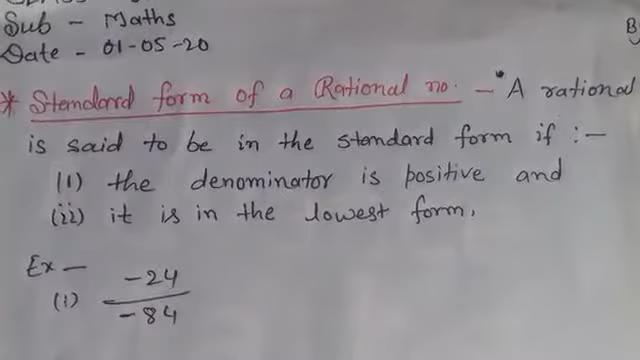 Sub - Maths
Date - 01-05-20
B
* Standard form of a Rational no. - A rational
is said to be in the standard form if :-
(i) the denominator is positive and
(ii) it is in the lowest form.
Ex -
(i) -24
-84